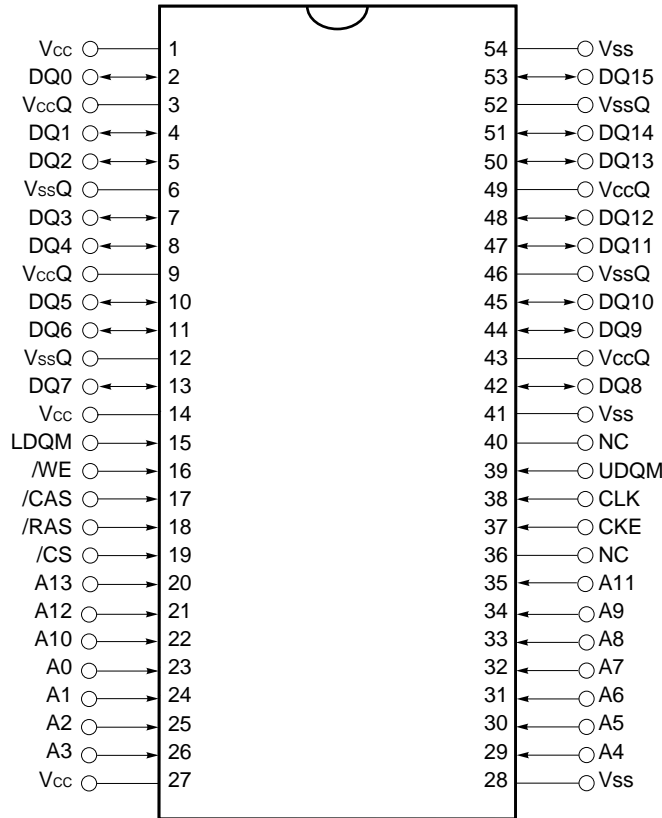 Vcc 1 54 Vss
DQ0 2 53 DQ15
VccQ 3 52 VssQ
DQ1 4 51 DQ14
DQ2 5 50 DQ13
VssQ 6 49 VccQ
DQ3 7 48 DQ12
DQ4 8 47 DQ11
VccQ 9 46 VssQ
DQ5 10 45 DQ10
DQ6 11 44 DQ9
VssQ 12 43 VccQ
DQ7 13 42 DQ8
Vcc 14 41 Vss
LDQM 15 40 NC
/WE 16 39 UDQM
/CAS 17 38 CLK
/RAS 18 37 CKE
/CS 19 36 NC
A13 20 35 A11
A12 21 34 A9
A10 22 33 A8
A0 23 32 A7
A1 24 31 A6
A2 25 30 A5
A3 26 29 A4
Vcc 27 28 Vss